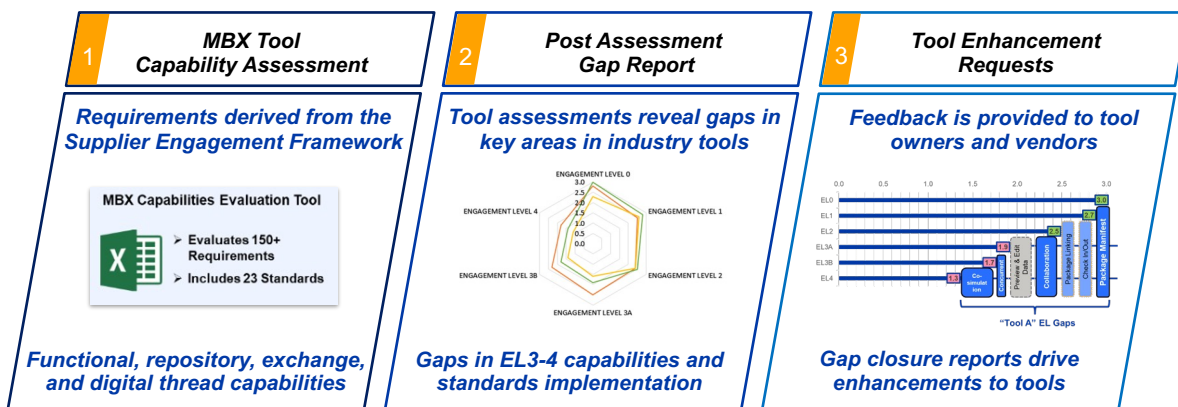 1
MBX Tool
Capability Assessment
Requirements derived from the
Supplier Engagement Framework
MBX Capabilities Evaluation Tool
X
➢ Evaluates 150+
Requirements
➢ Includes 23 Standards
Functional, repository, exchange,
and digital thread capabilities
2
Post Assessment
Gap Report
Tool assessments reveal gaps in
key areas in industry tools
ENGAGEMENT LEVEL 0
3.0
2.5
2.0
1.5
1.0
0.5
0.0
ENGAGEMENT LEVEL 4
ENGAGEMENT LEVEL 1
ENGAGEMENT LEVEL 3B
ENGAGEMENT LEVEL 2
ENGAGEMENT LEVEL 3A
Gaps in EL3-4 capabilities and
standards implementation
3
Tool Enhancement
Requests
Feedback is provided to tool
owners and vendors
0.0 0.5 1.0 1.5 2.0 2.5 3.0
EL0 3.0
EL1 2.7
EL2 2.5
EL3A 1.9
EL3B 1.7
EL4 1.3
Co-
simulat
ion
Concurrent
Preview & Edit
Data
Collaboration
Package Linking
Check In/Out
Package Manifest
“Tool A” EL Gaps
Gap closure reports drive
enhancements to tools